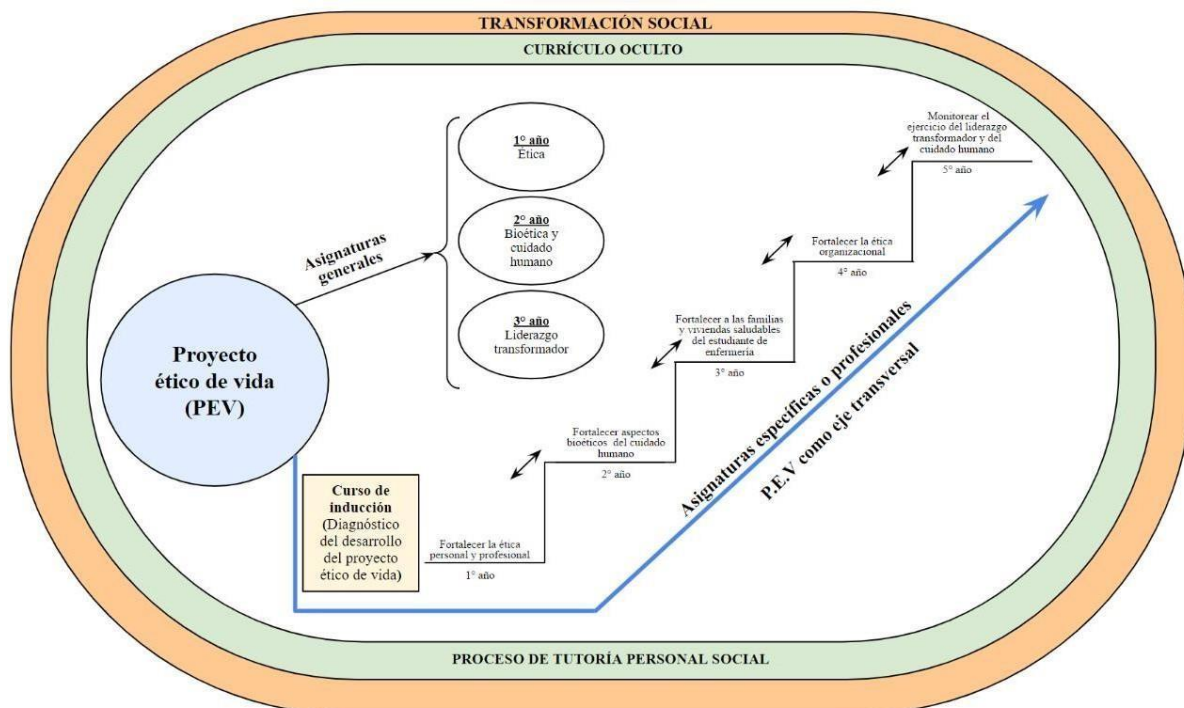 TRANSFORMACIÓN SOCIAL
CURRÍCULO OCULTO
1° año
Ética
2° año
Bioética y
cuidado
humano
3° año
Liderazgo
transformador
Asignaturas
generales
Proyecto
ético de vida
(PEV)
Curso de
inducción
(Diagnóstico
del desarrollo
del proyecto
ético de vida)
Fortalecer la ética
personal y profesional
1° año
Fortalecer aspectos
bioéticos del cuidado
humano
2° año
Fortalecer a las familias
y viviendas saludables
del estudiante de
enfermería
3° año
Fortalecer la ética
organizacional
4° año
Monitorear el
ejercicio del liderazgo
transformador y del
cuidado humano
5° año
Asignaturas específicas o profesionales
P.E.V como eje transversal
PROCESO DE TUTORÍA PERSONAL SOCIAL